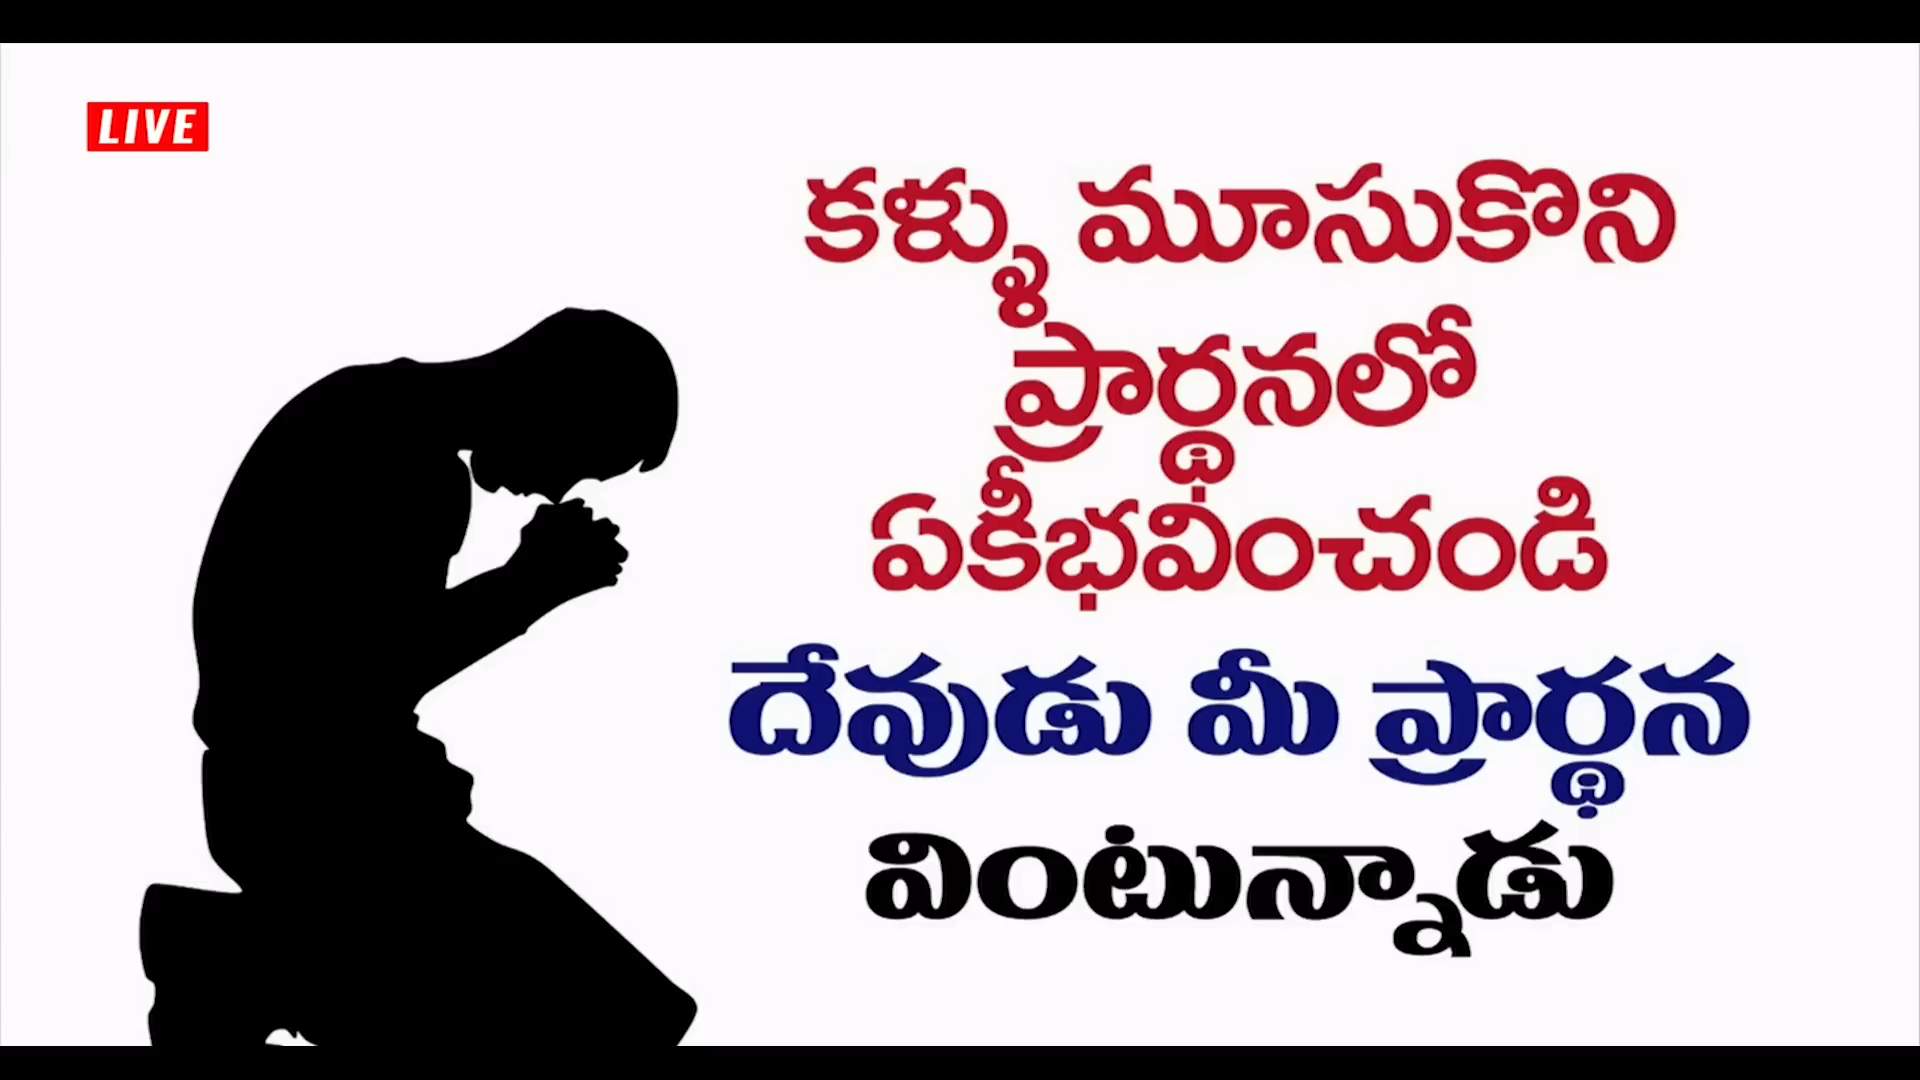 LIVE
కళ్ళు మూసుకొని
ప్రార్థనలో
ఏకీభవించండి
దేవుడు మీ ప్రార్థన
వింటున్నాడు